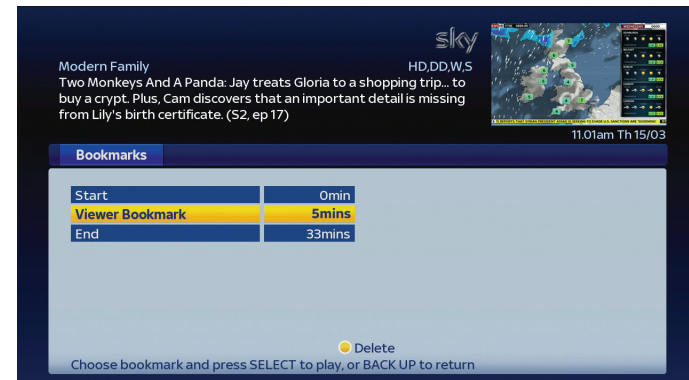 sky
Modern Family HD,DD,W,S
Two Monkeys And A Panda: Jay treats Gloria to a shopping trip... to
buy a crypt. Plus, Cam discovers that an important detail is missing
from Lily's birth certificate. (S2, ep 17)
11.01am Th 15/03
Bookmarks
Start 0min
Viewer Bookmark 5mins
End 33mins
Delete
Choose bookmark and press SELECT to play, or BACK UP to return